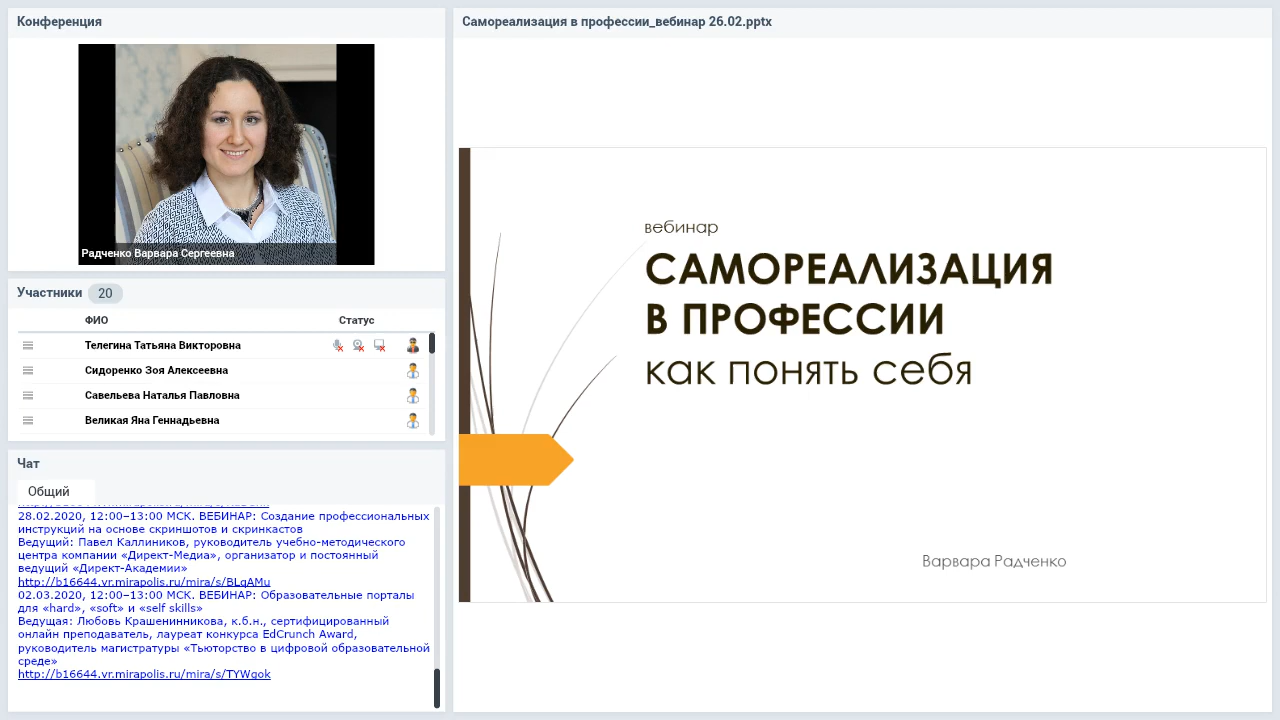 Конференция
Радченко Варвара Сергеевна
Участники 20
ФИО Статус
Телегина Татьяна Викторовна
Сидоренко Зоя Алексеевна
Савельева Наталья Павловна
Великая Яна Геннадьевна
Чат
Общий
28.02.2020, 12:00–13:00 МСК. ВЕБИНАР: Создание профессиональных
инструкций на основе скриншотов и скринкастов
Ведущий: Павел Каллиников, руководитель учебно-методического
центра компании «Директ-Медиа», организатор и постоянный
ведущий «Директ-Академии»
http://b16644.vr.mirapolis.ru/mira/s/BLqAMu
02.03.2020, 12:00–13:00 МСК. ВЕБИНАР: Образовательные порталы
для «hard», «soft» и «self skills»
Ведущая: Любовь Крашенинникова, к.б.н., сертифицированный
онлайн преподаватель, лауреат конкурса EdCrunch Award,
руководитель магистратуры «Тьюторство в цифровой образовательной
среде»
http://b16644.vr.mirapolis.ru/mira/s/TYWgok
Самореализация в профессии_вебинар 26.02.pptx
вебинар
САМОРЕАЛИЗАЦИЯ
В ПРОФЕССИИ
как понять себя
Варвара Радченко